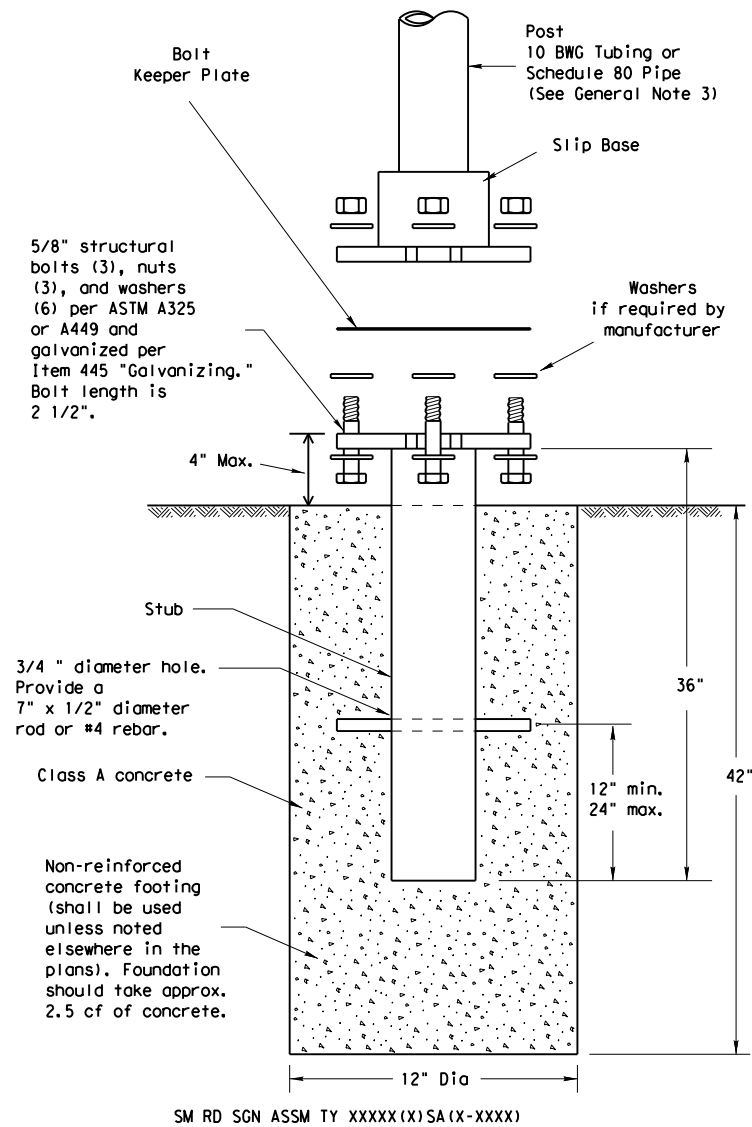 Bolt
Keeper Plate
Post
10 BWG Tubing or
Schedule 80 Pipe
(See General Note 3)
Slip Base
5/8" structural
bolts (3), nuts
(3), and washers
(6) per ASTM A325
or A449 and
galvanized per
Item 445 "Galvanizing."
Bolt length is
2 1/2".
Washers
if required by
manufacturer
4" Max.
Stub
3/4 " diameter hole.
Provide a
7" x 1/2" diameter
rod or #4 rebar.
36"
Class A concrete
12" min.
24" max.
42"
Non-reinforced
concrete footing
(shall be used
unless noted
elsewhere in the
plans). Foundation
should take approx.
2.5 cf of concrete.
12" Dia
SM RD SGN ASSM TY XXXXX(X)SA(X-XXXX)